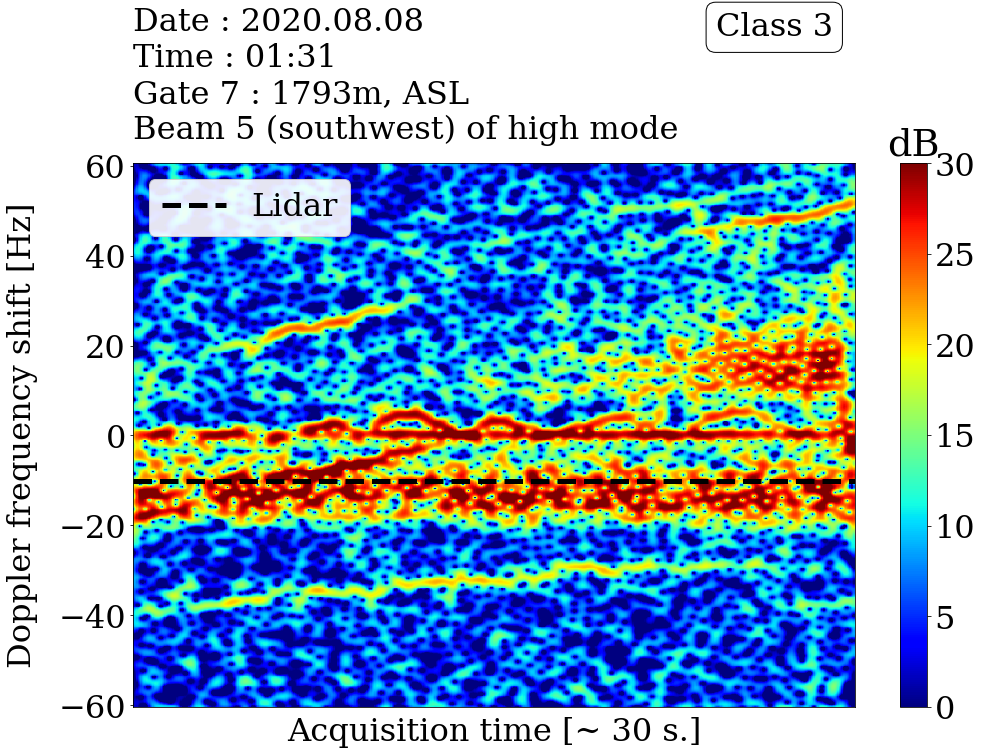 Date : 2020.08.08
Time : 01:31
Gate 7 : 1793m, ASL
Beam 5 (southwest) of high mode
Class 3
dB
Lidar
60
40
20
0
−20
−40
−60
Doppler frequency shift [Hz]
Acquisition time [~ 30 s.]
30
25
20
15
10
5
0